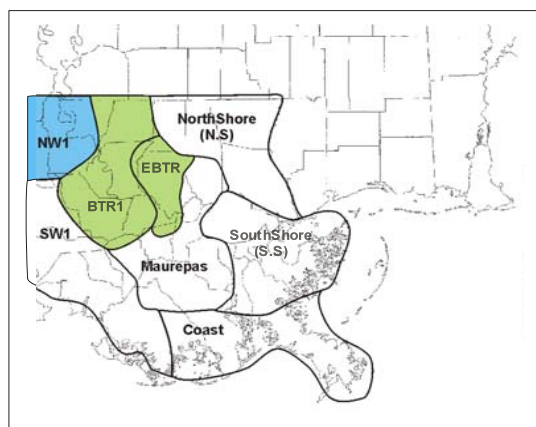 NorthShore
(N.S)
NW1
EBTR
BTR1
SouthShore
(S.S)
SW1
Maurepas
Coast